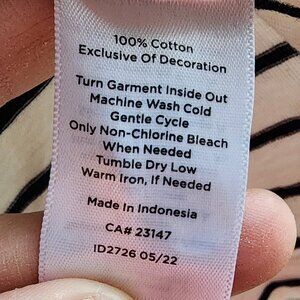 100% Cotton
Exclusive Of Decoration
Turn Garment Inside Out
Machine Wash Cold
Gentle Cycle
Only Non-Chlorine Bleach
When Needed
Tumble Dry Low
Warm Iron, If Needed
Made In Indonesia
CA# 23147
ID2726 05/22